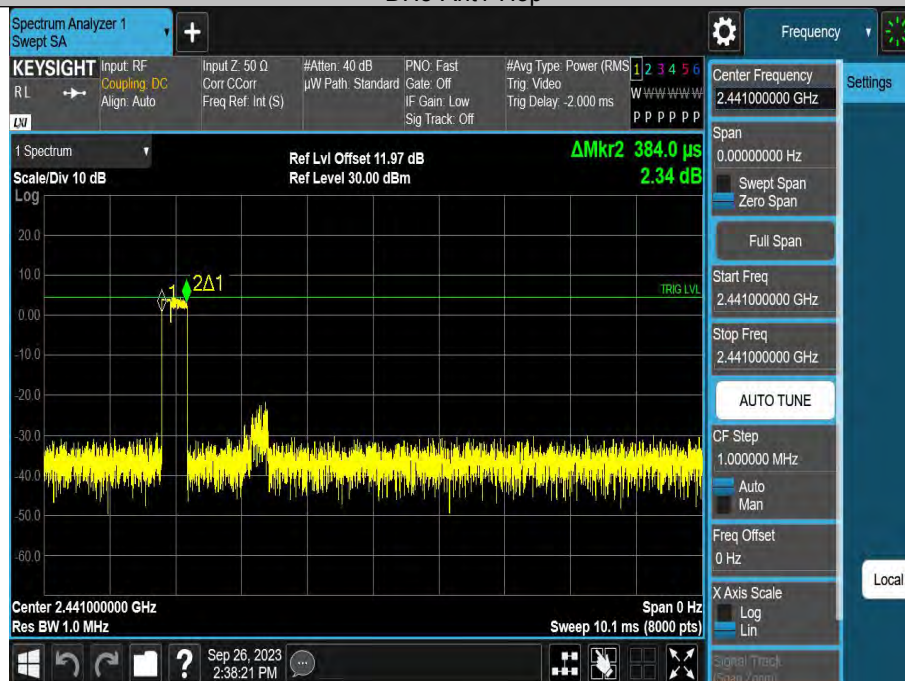 Spectrum Analyzer 1
Swept SA
Frequency
KEYSIGHT
RL
LXI
Input: RF
Coupling: DC
Align: Auto
Input Z: 50 Ω
Corr CCorr
Freq Ref: Int (S)
#Atten: 40 dB
µW Path: Standard
PNO: Fast
Gate: Off
IF Gain: Low
Sig Track: Off
#Avg Type: Power (RMS
Trig: Video
Trig Delay: -2.000 ms
1 2 3 4 5 6
W W W W W W
P P P P P P
Center Frequency
2.441000000 GHz
Settings
1 Spectrum
Scale/Div 10 dB
Ref Lvl Offset 11.97 dB
Ref Level 30.00 dBm
ΔMkr2 384.0 µs
2.34 dB
Span
0.00000000 Hz
Swept Span
Zero Span
Full Span
Start Freq
2.441000000 GHz
Stop Freq
2.441000000 GHz
AUTO TUNE
CF Step
1.000000 MHz
Auto
Man
Freq Offset
0 Hz
X Axis Scale
Log
Lin
Signal Track
(Span Zoom)
Local
Log
20.0
10.0
0.00
-10.0
-20.0
-30.0
-40.0
-50.0
-60.0
1
2Δ1
TRIG LVL
Center 2.441000000 GHz
Res BW 1.0 MHz
Span 0 Hz
Sweep 10.1 ms (8000 pts)
?
Sep 26, 2023
2:38:21 PM